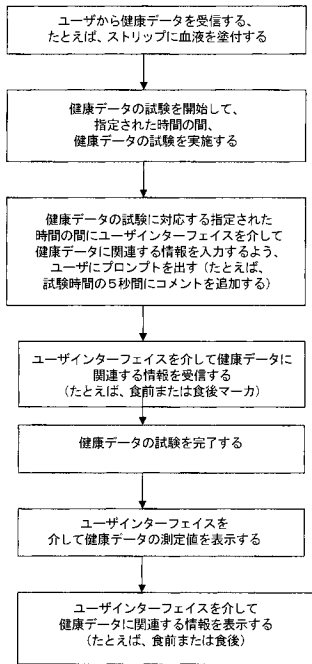 ユーザから健康データを受信する、
たとえば、ストリップに血液を塗付する
健康データの試験を開始して、
指定された時間の間、
健康データの試験を実施する
健康データの試験に対応する指定された
時間の間にユーザインターフェイスを介して
健康データに関連する情報を入力するよう、
ユーザにプロンプトを出す（たとえば、
試験時間の５秒間にコメントを追加する）
ユーザインターフェイスを介して健康データに
関連する情報を受信する
（たとえば、食前または食後マーカ）
健康データの試験を完了する
ユーザインターフェイスを
介して健康データの測定値を表示する
ユーザインターフェイスを介して
健康データに関連する情報を表示する
（たとえば、食前または食後）